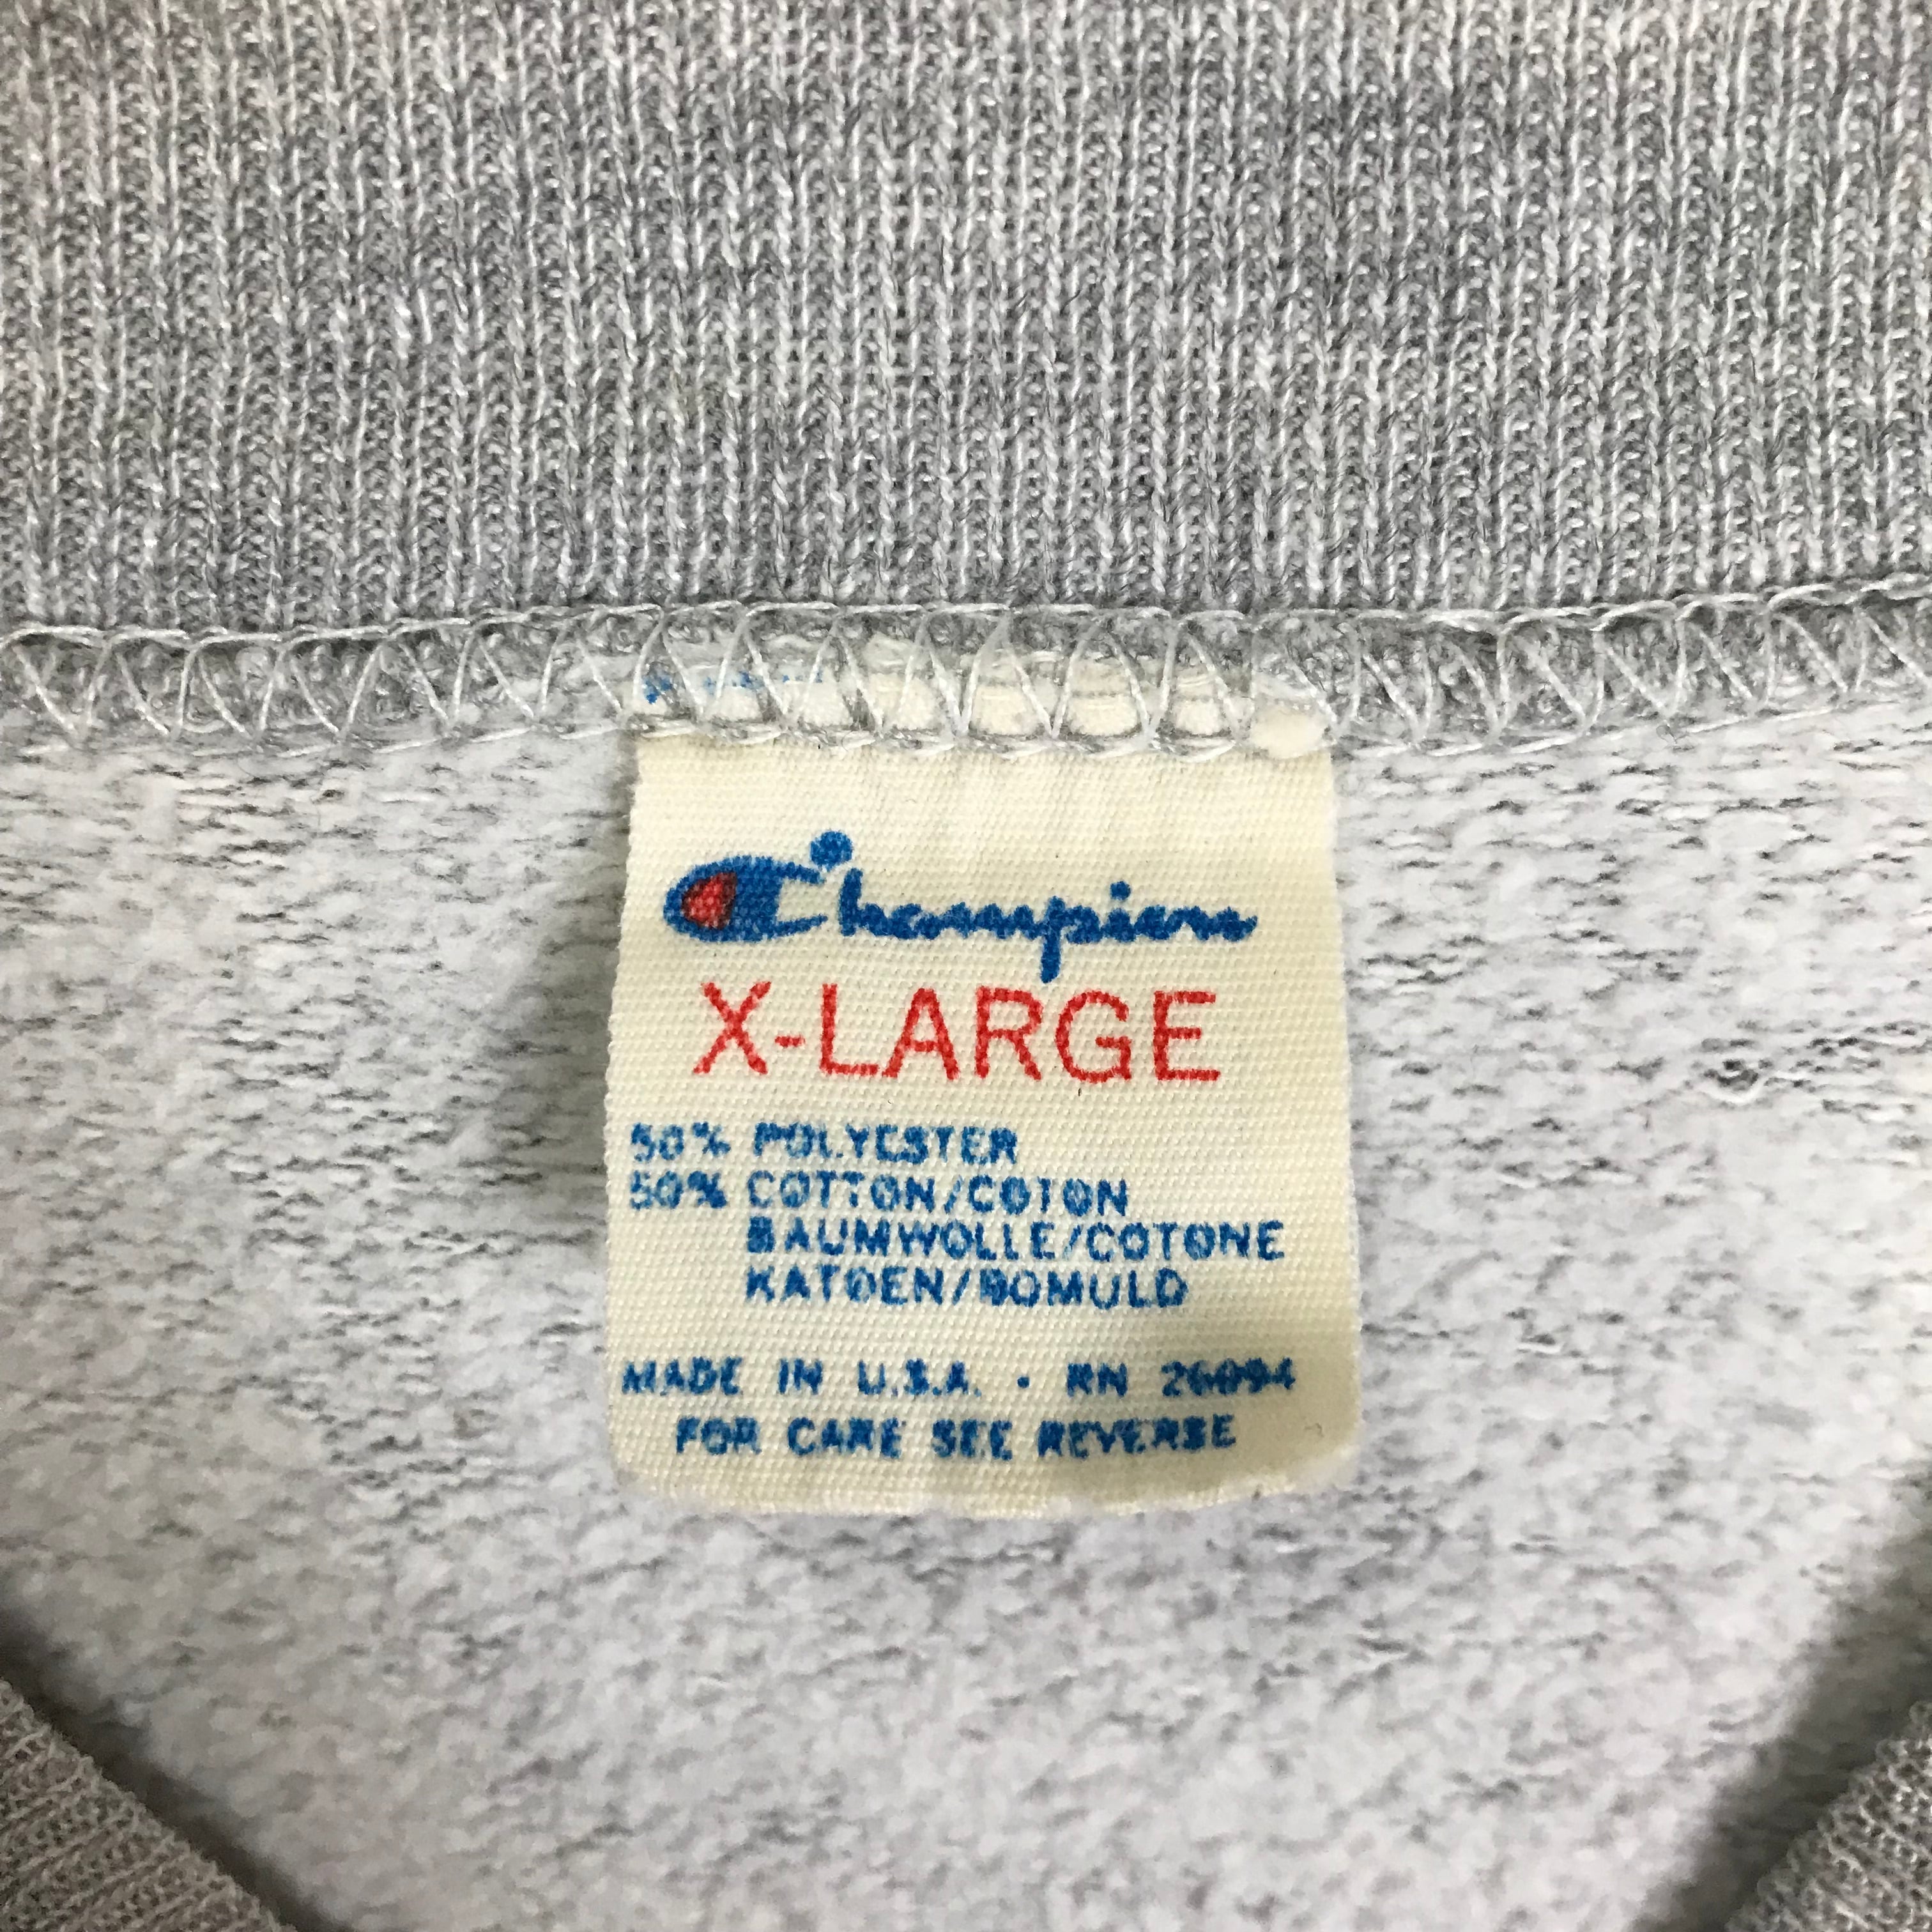 Champion
X-LARGE
50% POLYESTER
50% COTTON/COTON
BAUMWOLLE/COTONE
KATOEN/BOMULD
MADE IN U.S.A. · RN 26094
FOR CARE SEE REVERSE